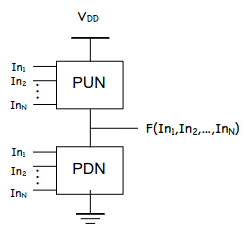 VDD
In1
In2
InN
PUN
F(In1,In2,...,InN)
In1
In2
InN
PDN